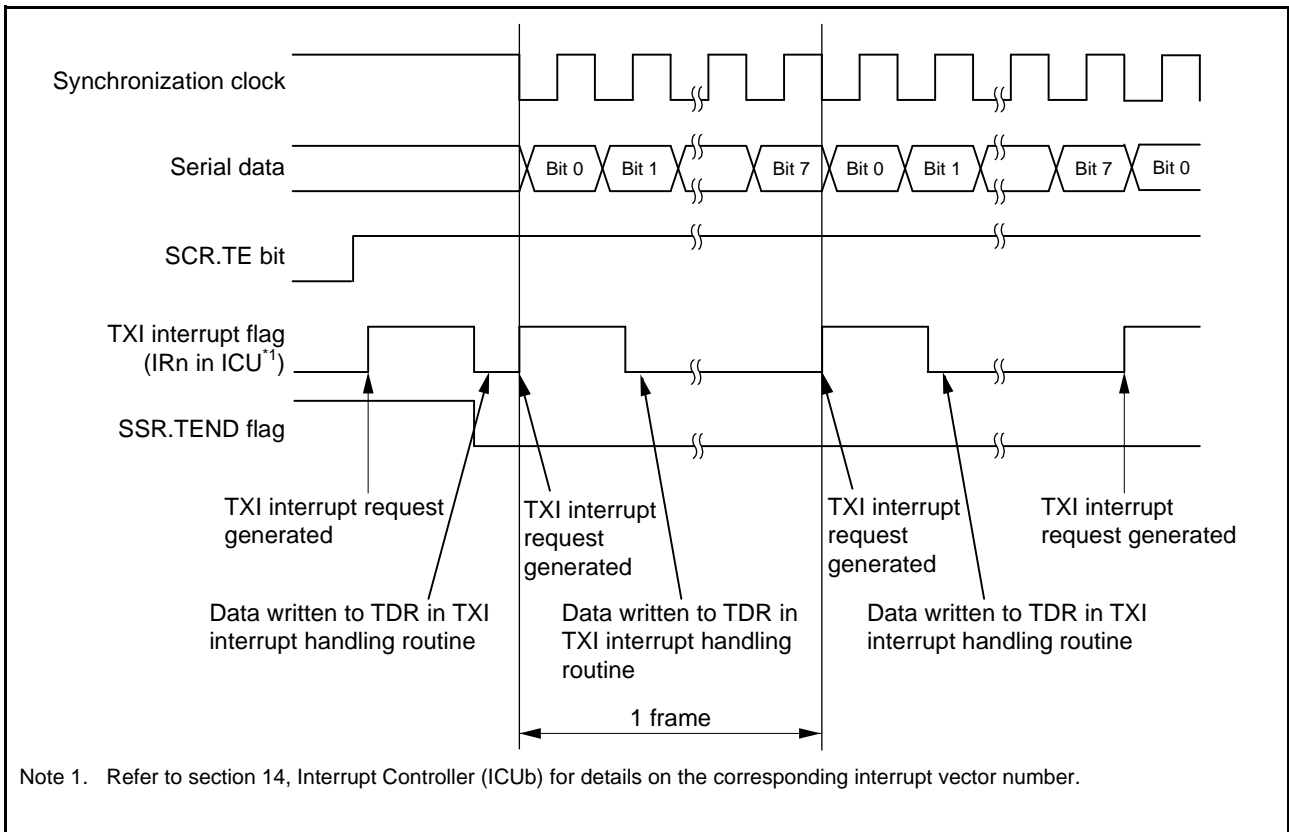 Synchronization clock
Serial data
Bit 0
Bit 1
Bit 7
Bit 0
Bit 1
Bit 7
Bit 0
SCR.TE bit
TXI interrupt flag
(IRn in ICU*1)
SSR.TEND flag
TXI interrupt request
generated
TXI interrupt
request
generated
TXI interrupt
request
generated
TXI interrupt
request generated
Data written to TDR in TXI
interrupt handling routine
Data written to TDR in
TXI interrupt handling
routine
Data written to TDR in TXI
interrupt handling routine
1 frame
Note 1. Refer to section 14, Interrupt Controller (ICUb) for details on the corresponding interrupt vector number.